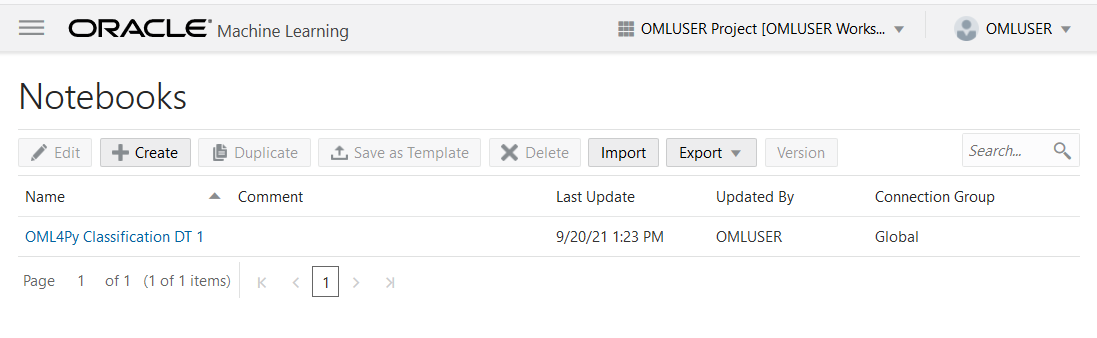 ORACLE Machine Learning OMLUSER Project [OMLUSER Works... OMLUSER
Notebooks
Edit Create Duplicate Save as Template Delete Import Export Version Search...
Name Comment Last Update Updated By Connection Group
OML4Py Classification DT 1 9/20/21 1:23 PM OMLUSER Global
Page 1 of 1 (1 of 1 items) 1